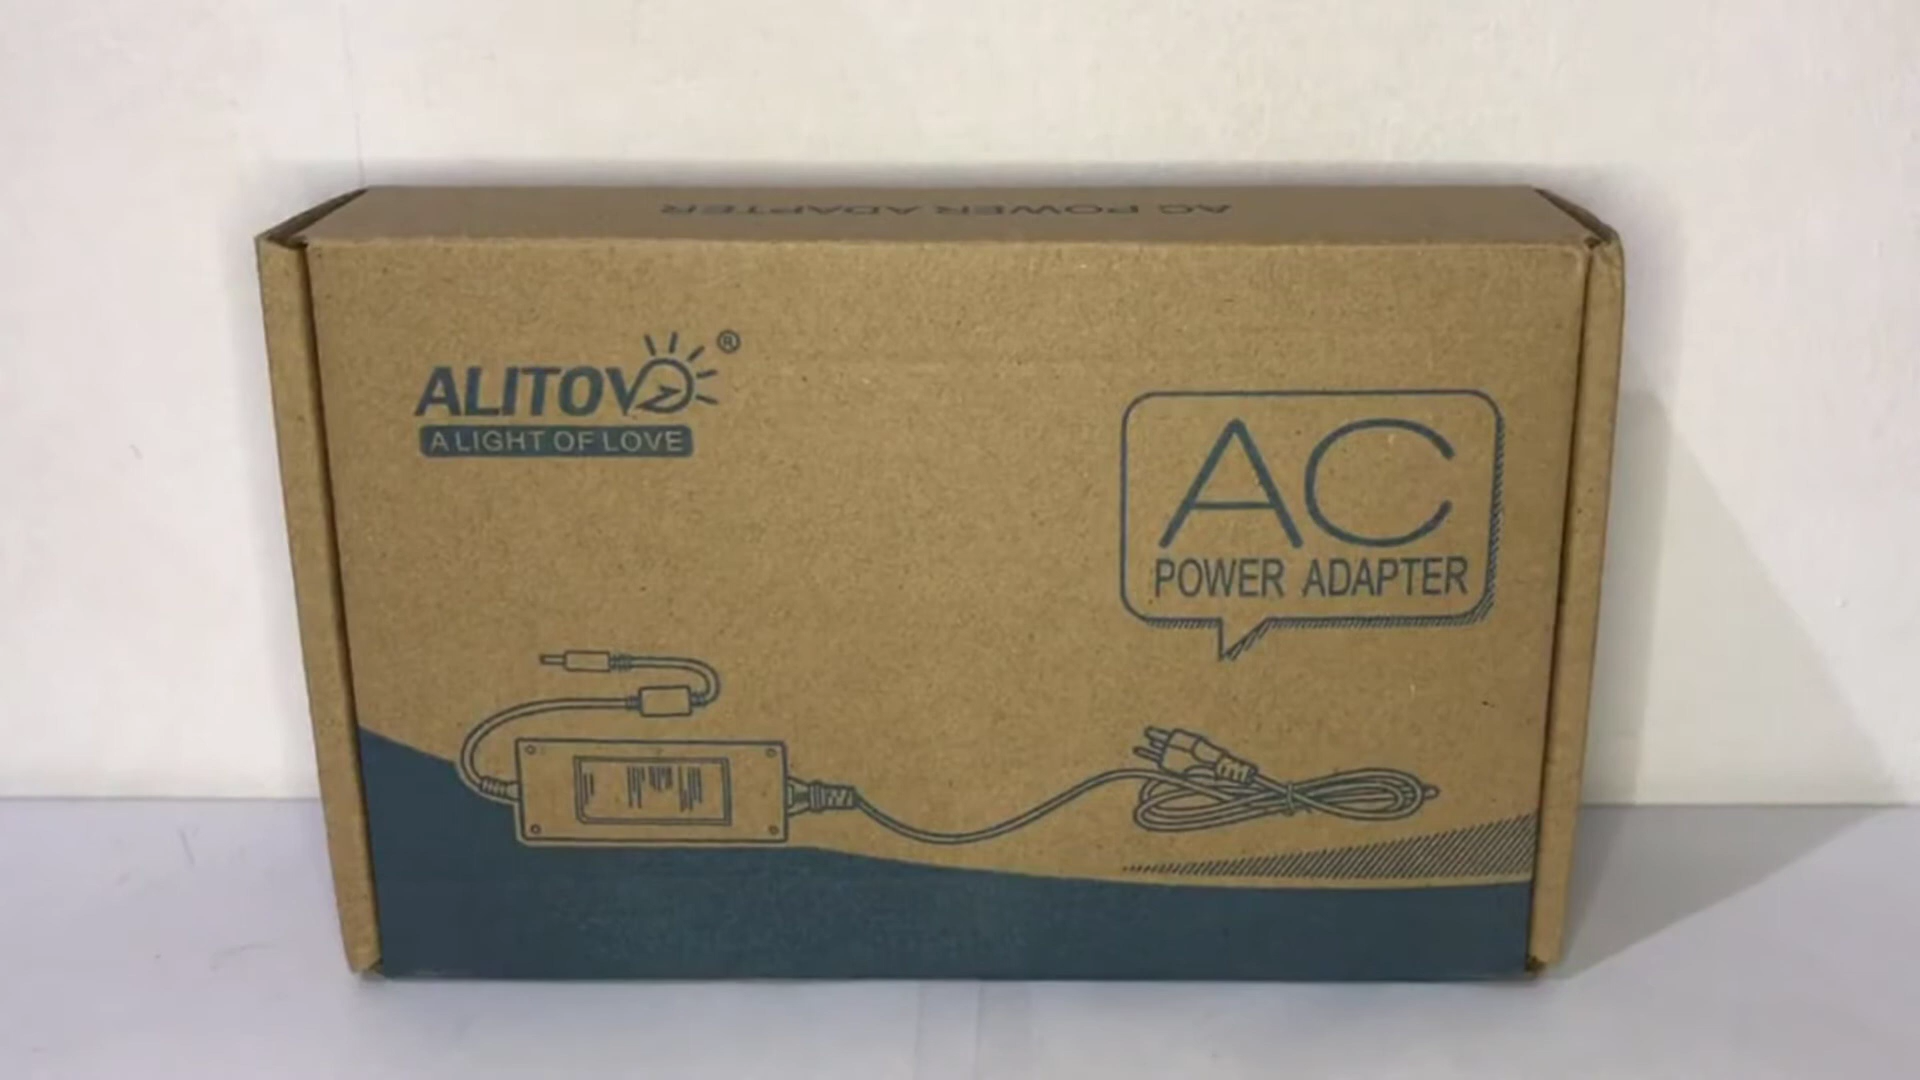 AC POWER ADAPTER
ALITOVE®
A LIGHT OF LOVE
AC
POWER ADAPTER